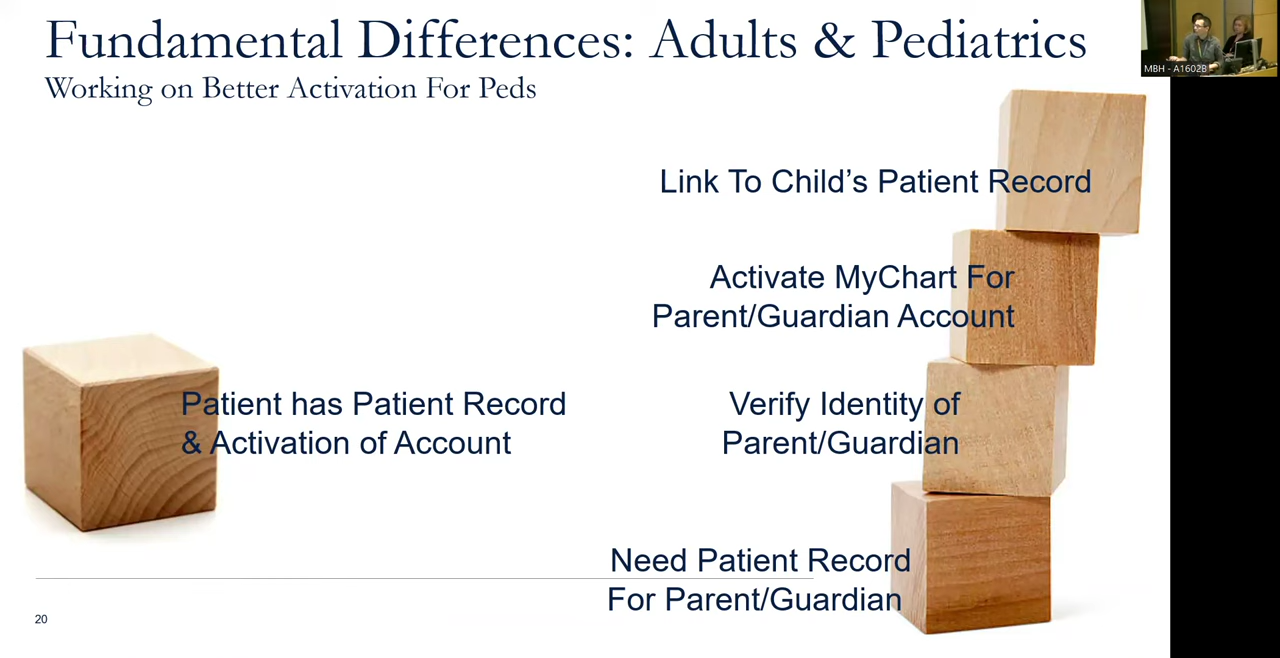 Fundamental Differences: Adults & Pediatrics
Working on Better Activation For Peds
MBH - A1602B
Link To Child’s Patient Record
Activate MyChart For
Parent/Guardian Account
Patient has Patient Record
& Activation of Account
Verify Identity of
Parent/Guardian
Need Patient Record
For Parent/Guardian
20